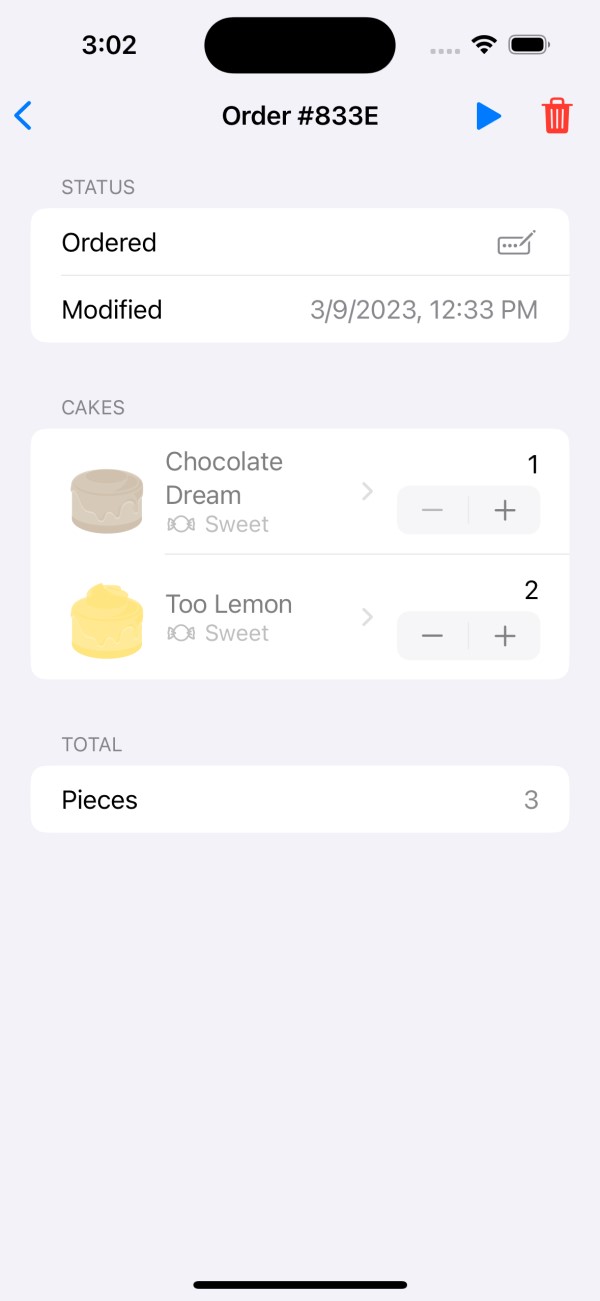 3:02
Order #833E
STATUS
Ordered
Modified 3/9/2023, 12:33 PM
CAKES
Chocolate
Dream
Sweet
1
Too Lemon
Sweet
2
TOTAL
Pieces 3